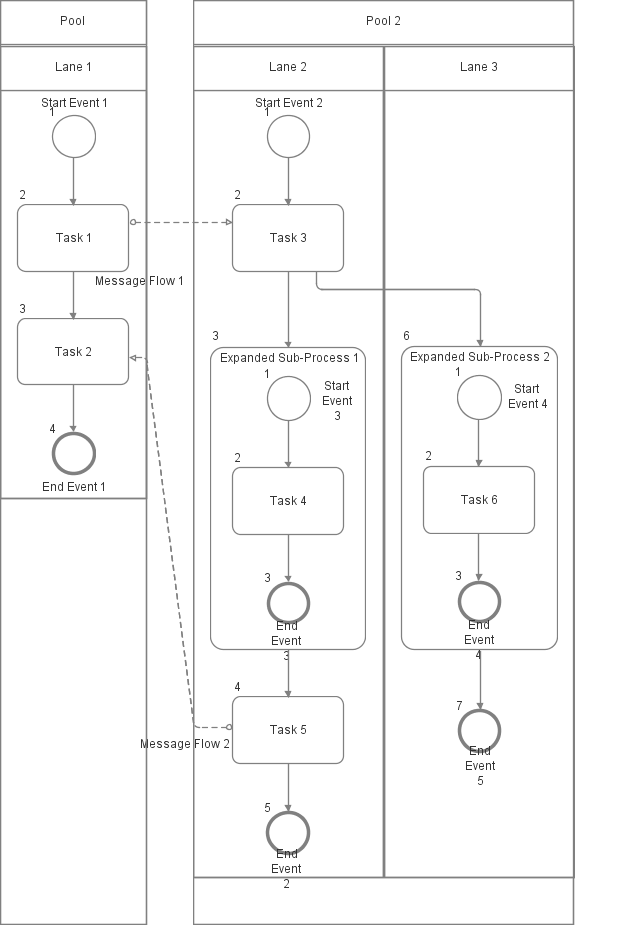 Pool
Pool 2
Lane 1
Lane 2
Lane 3
Start Event 1
1
2
Task 1
Message Flow 1
3
Task 2
4
End Event 1
Start Event 2
1
2
Task 3
3
Expanded Sub-Process 1
1
Start
Event
3
2
Task 4
3
End
Event
3
4
Task 5
Message Flow 2
5
End
Event
2
6
Expanded Sub-Process 2
1
Start
Event 4
2
Task 6
3
End
Event
4
7
End
Event
5